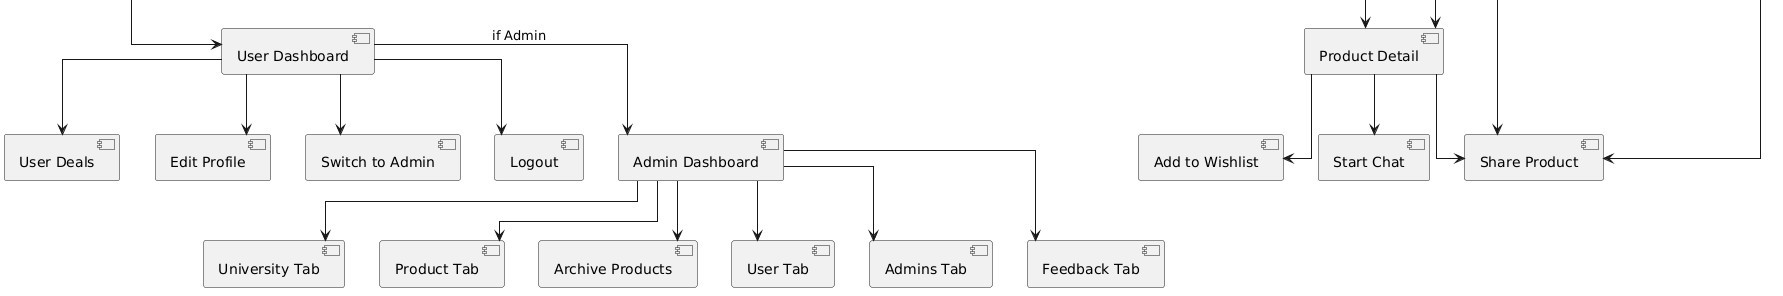 if Admin
User Dashboard
Product Detail
User Deals
Edit Profile
Switch to Admin
Logout
Admin Dashboard
Add to Wishlist
Start Chat
Share Product
University Tab
Product Tab
Archive Products
User Tab
Admins Tab
Feedback Tab